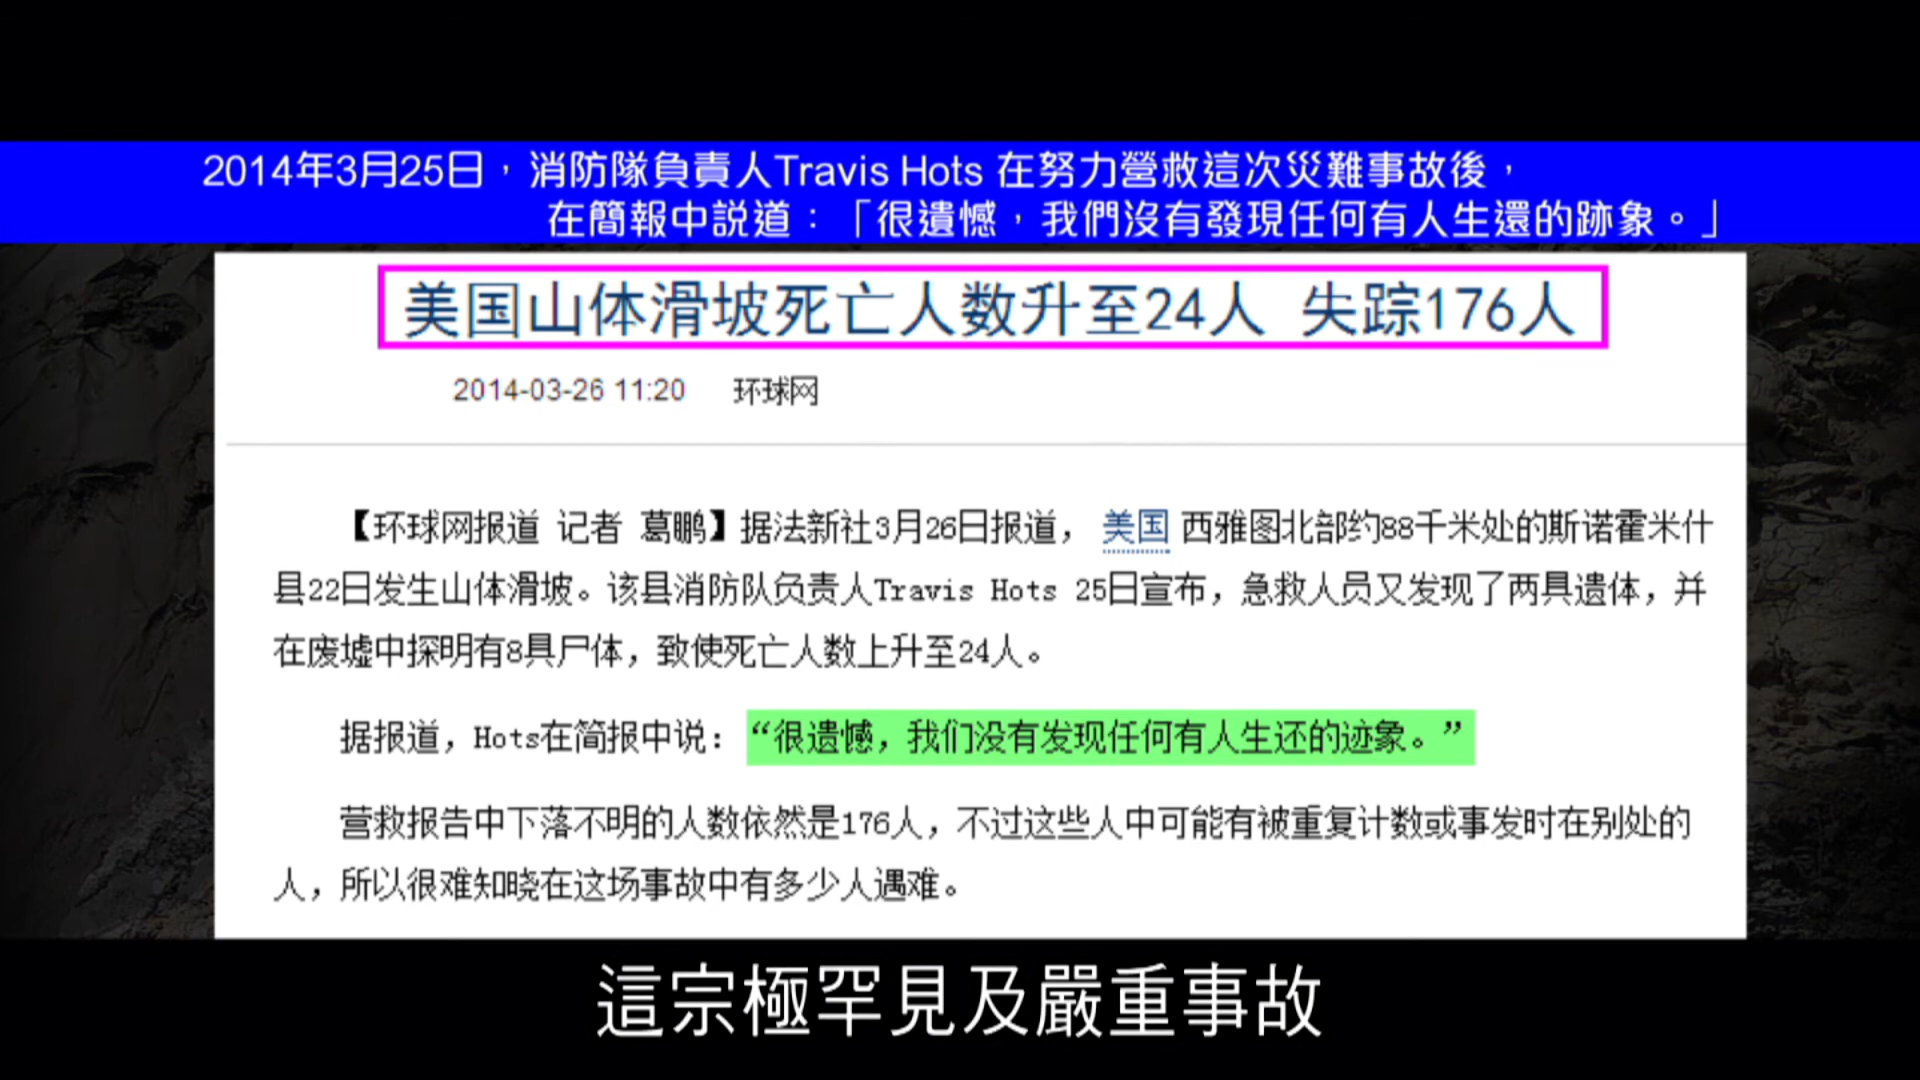 2014年3月25日，消防隊負責人Travis Hots 在努力營救這次災難事故後，
在簡報中説道：「很遺憾，我們沒有發現任何有人生還的跡象。」
美国山体滑坡死亡人数升至24人 失踪176人
2014-03-26 11:20 环球网
【环球网报道 记者 葛鹏】据法新社3月26日报道， 美国 西雅图北部约88千米处的斯诺霍米什
县22日发生山体滑坡。该县消防队负责人Travis Hots 25日宣布，急救人员又发现了两具遗体，并
在废墟中探明有8具尸体，致使死亡人数上升至24人。
据报道，Hots在简报中说：“很遗憾，我们没有发现任何有人生还的迹象。”
营救报告中下落不明的人数依然是176人，不过这些人中可能有被重复计数或事发时在别处的
人，所以很难知晓在这场事故中有多少人遇难。
這宗極罕見及嚴重事故